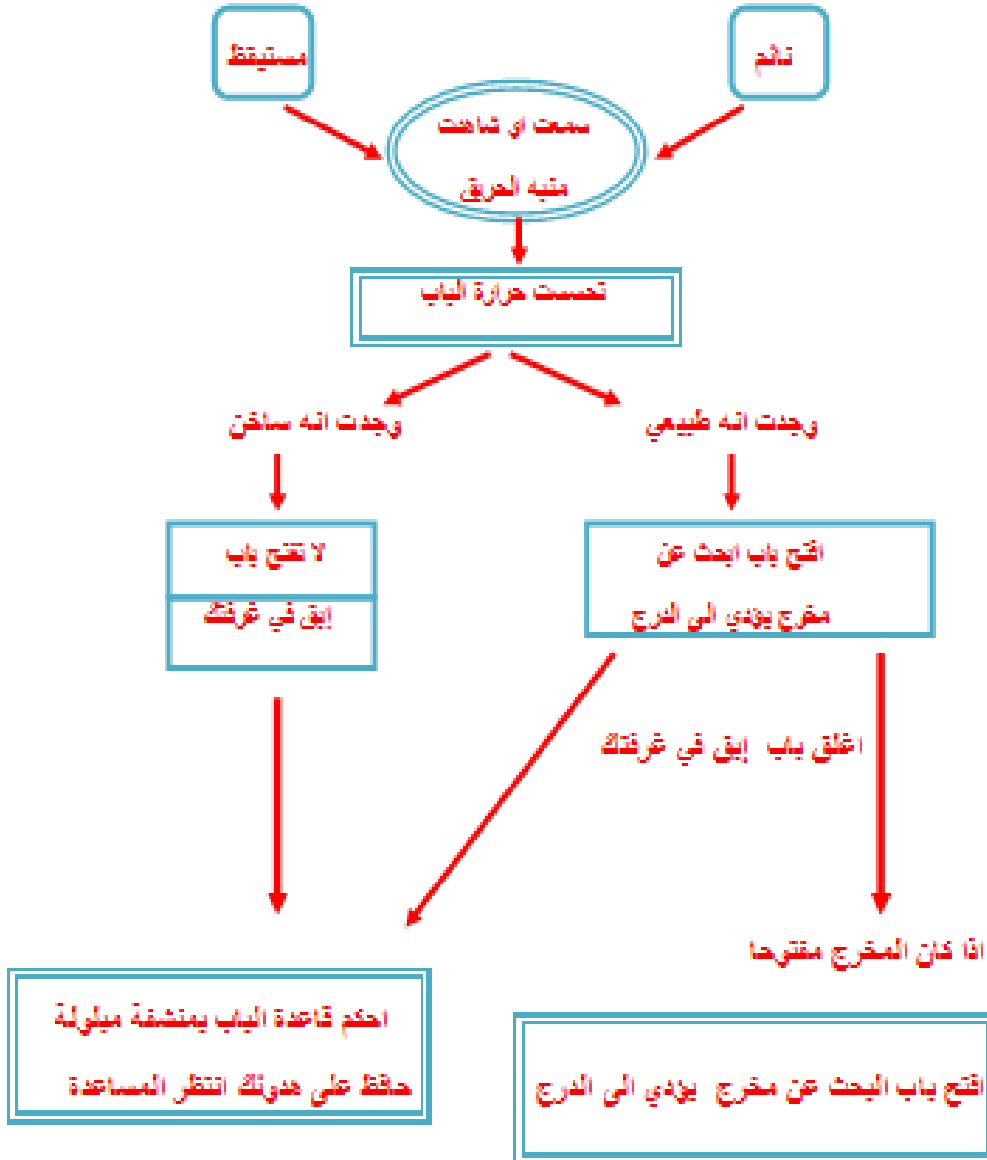 نائم
مستيقظ
سمعت او شاهدت
منبه الحريق
تحسست حرارة الباب
وجدت انه طبيعي
وجدت انه ساخن
افتح باب ابحث عن
مخرج يؤدي الى الدرج
لا تفتح باب
إبق في غرفتك
اغلق باب إبق في غرفتك
اذا كان المخرج مفتوحا
احكم قاعدة الباب بمنشفة مبلولة
حافظ على هدوئك انتظر المساعدة
افتح باب البحث عن مخرج يؤدي الى الدرج